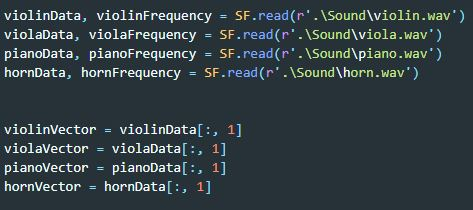 violinData, violinFrequency = SF.read(r'.\Sound\violin.wav')
violaData, violaFrequency = SF.read(r'.\Sound\viola.wav')
pianoData, pianoFrequency = SF.read(r'.\Sound\piano.wav')
hornData, hornFrequency = SF.read(r'.\Sound\horn.wav')
violinVector = violinData[:, 1]
violaVector = violaData[:, 1]
pianoVector = pianoData[:, 1]
hornVector = hornData[:, 1]